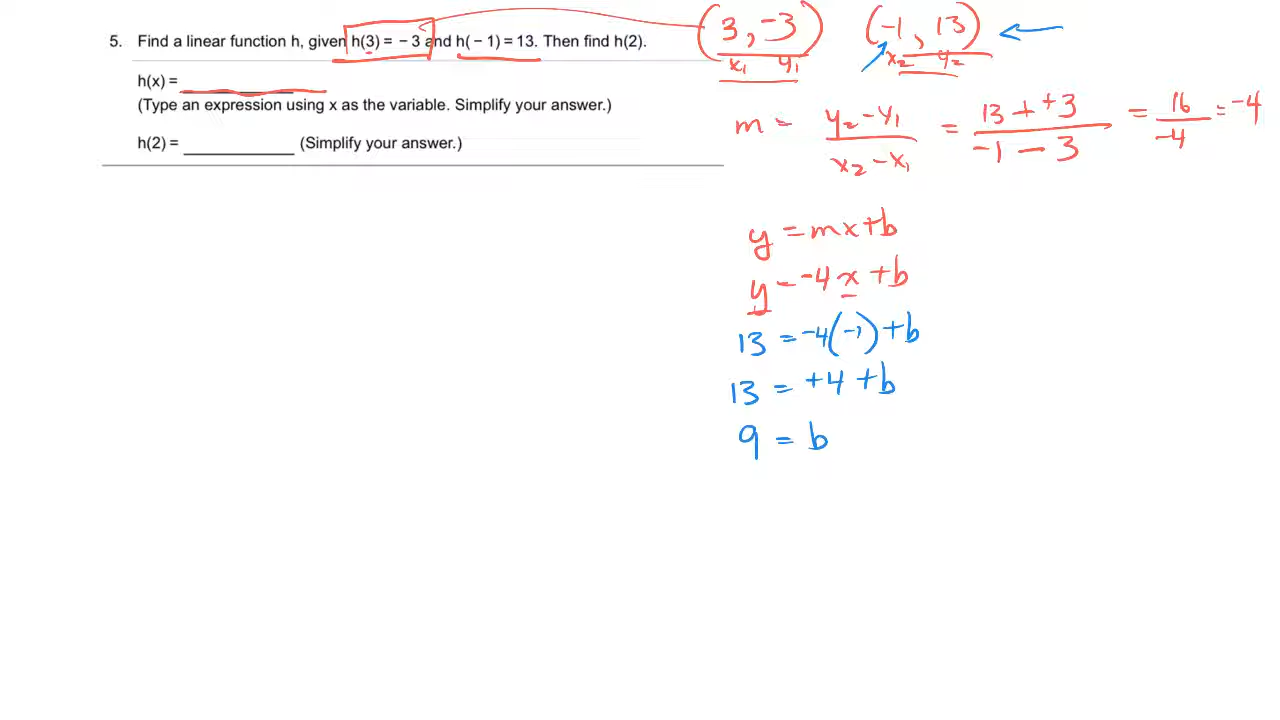 5. Find a linear function h, given h(3) = − 3 and h( − 1) = 13. Then find h(2).
h(x) =
(Type an expression using x as the variable. Simplify your answer.)
h(2) = (Simplify your answer.)
(3, -3) (-1, 13)
x1 y1 x2 y2
m = y2 - y1 / x2 - x1 = 13 + +3 / -1 - 3 = 16 / -4 = -4
y = mx+b
y = -4x+b
13 = -4(-1)+b
13 = +4+b
9 = b